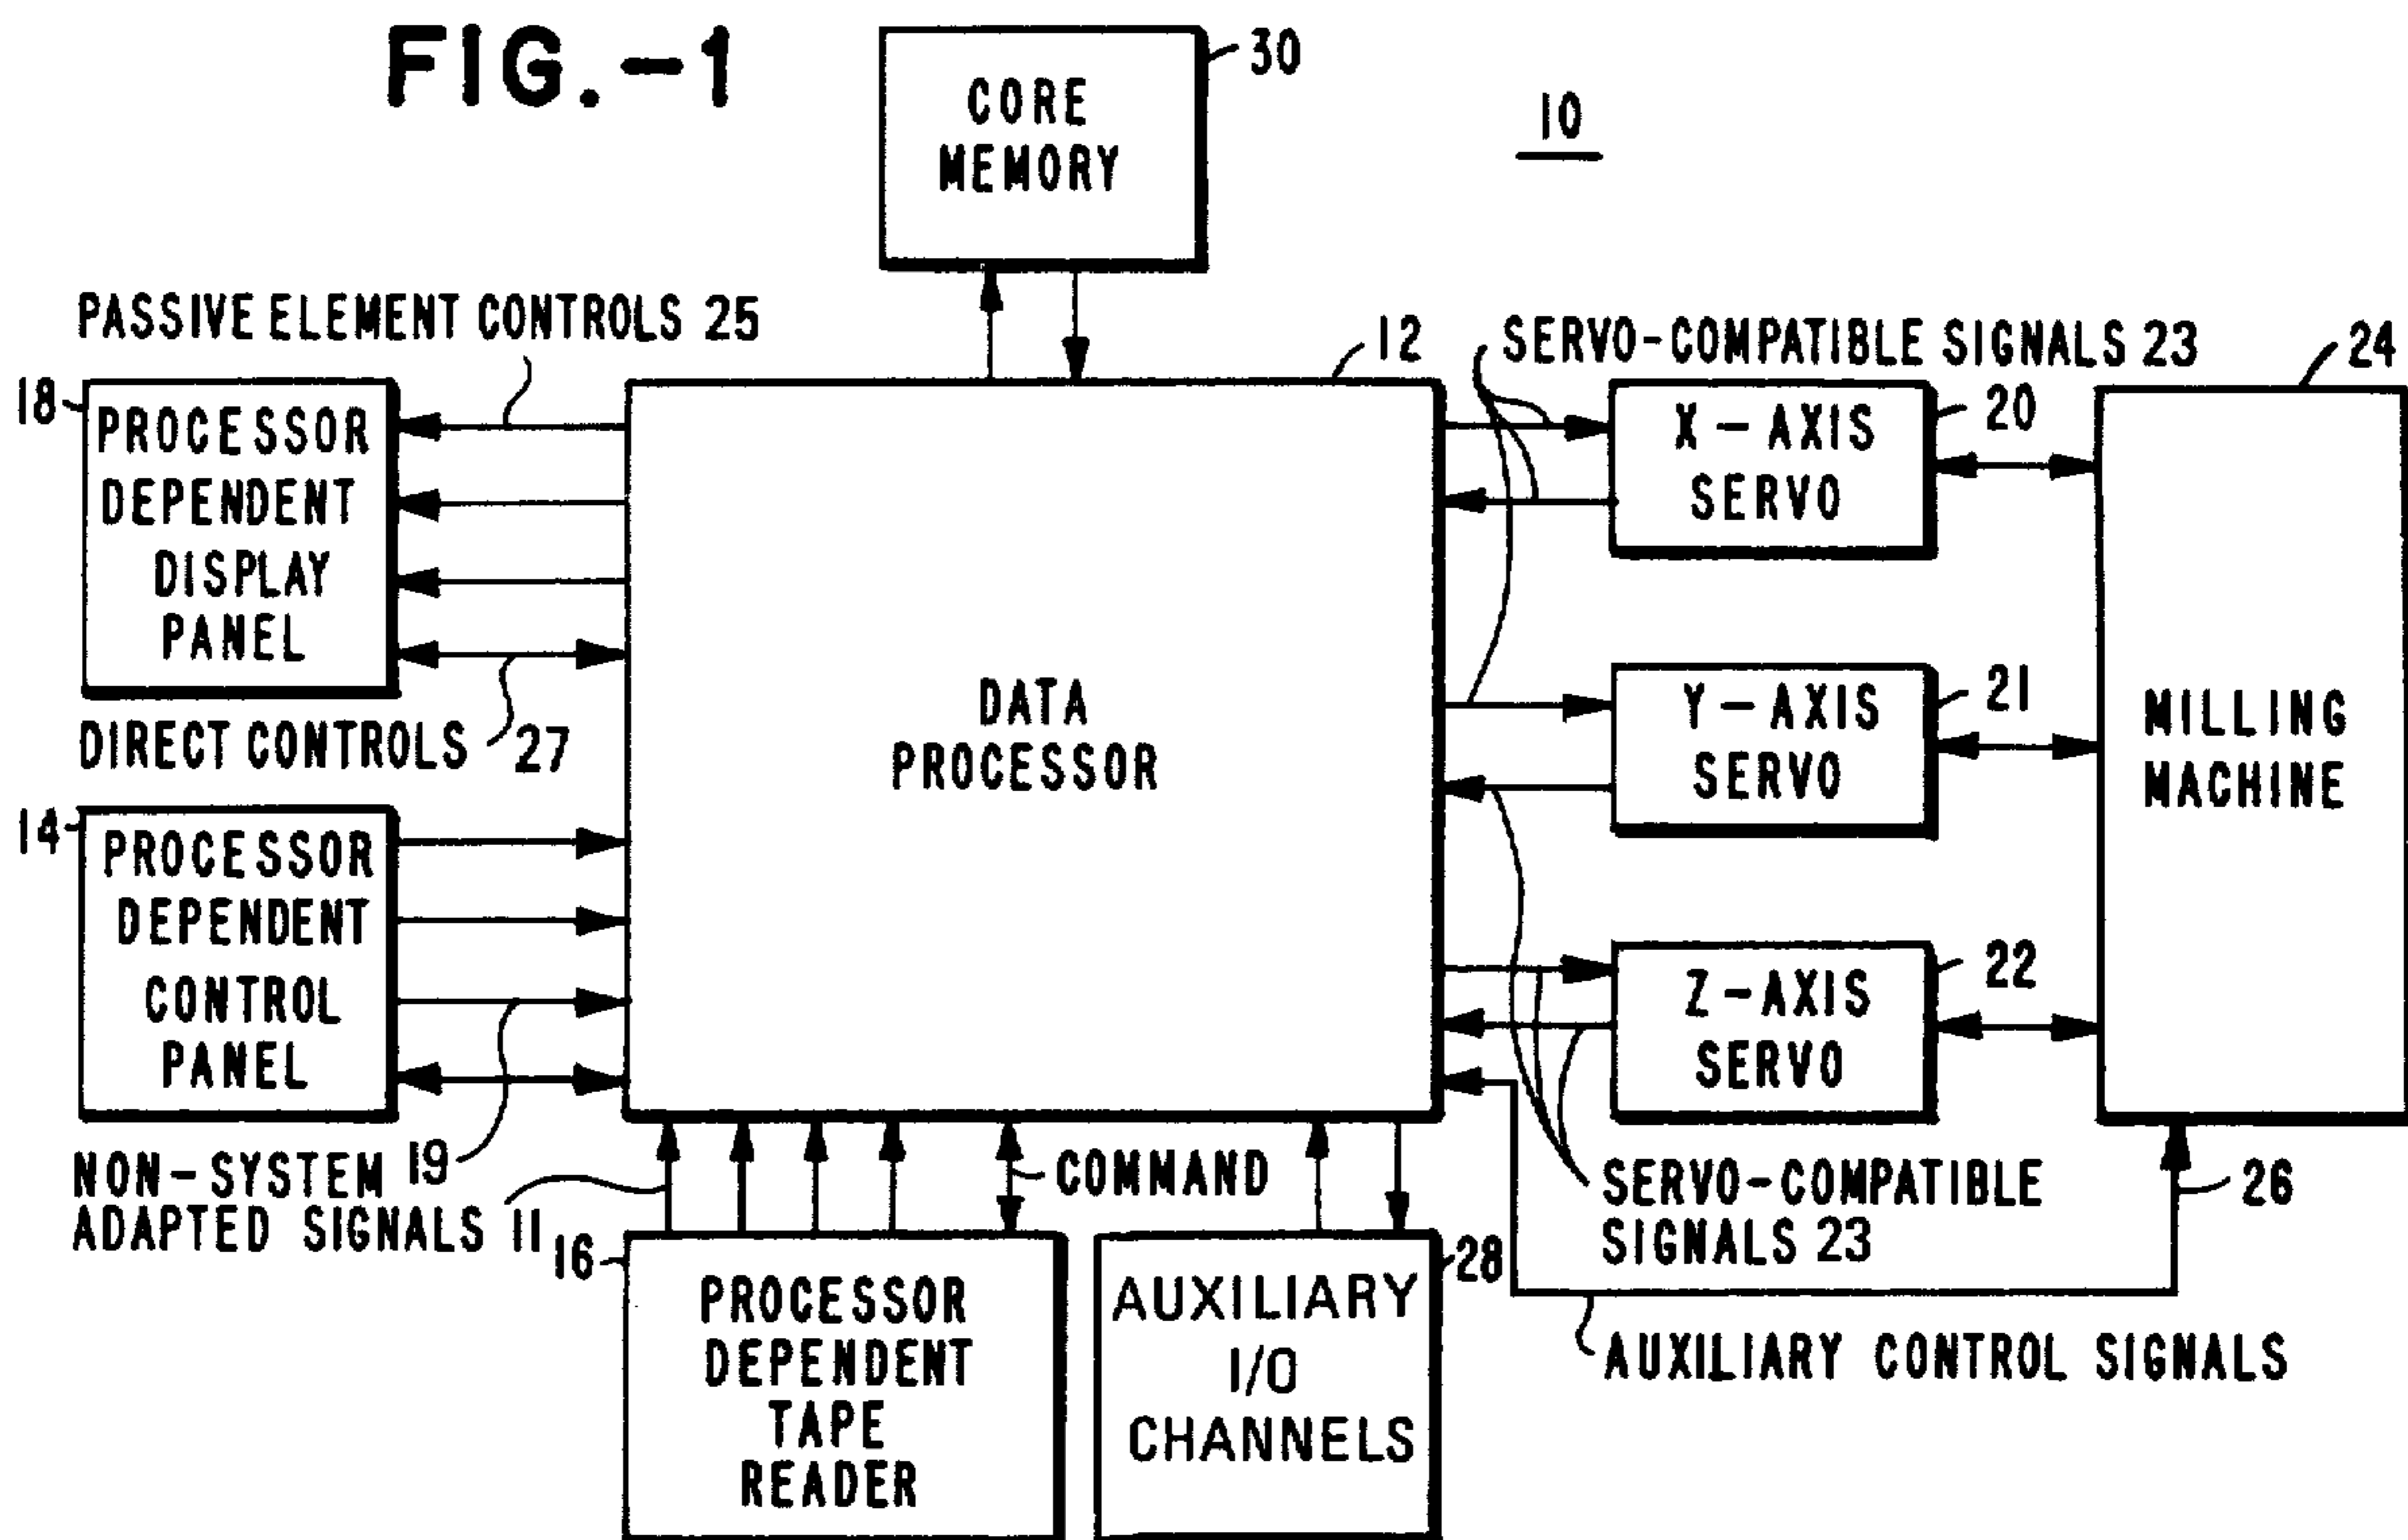 FIG.-1
CORE
MEMORY
30
10
PASSIVE ELEMENT CONTROLS 25
12
SERVO-COMPATIBLE SIGNALS 23
24
18
PROCESSOR
DEPENDENT
DISPLAY
PANEL
X-AXIS
SERVO
20
DIRECT CONTROLS 27
DATA
PROCESSOR
Y-AXIS
SERVO
21
MILLING
MACHINE
14
PROCESSOR
DEPENDENT
CONTROL
PANEL
Z-AXIS
SERVO
22
19
NON-SYSTEM
ADAPTED SIGNALS 11
COMMAND
SERVO-COMPATIBLE
SIGNALS 23
26
16
PROCESSOR
DEPENDENT
TAPE
READER
28
AUXILIARY
I/O
CHANNELS
AUXILIARY CONTROL SIGNALS